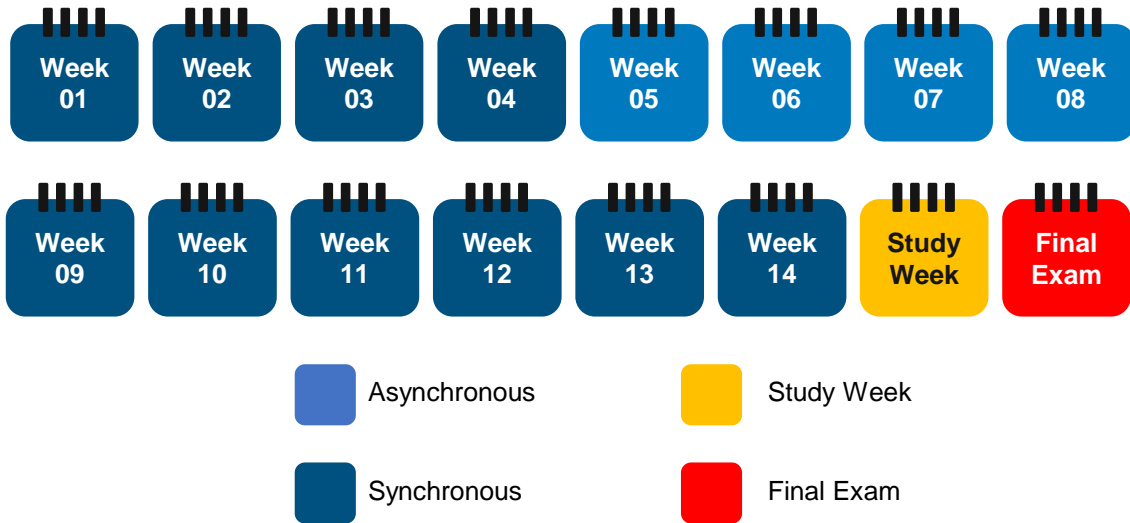 Week
01
Week
02
Week
03
Week
04
Week
05
Week
06
Week
07
Week
08
Week
09
Week
10
Week
11
Week
12
Week
13
Week
14
Study
Week
Final
Exam
Asynchronous
Study Week
Synchronous
Final Exam